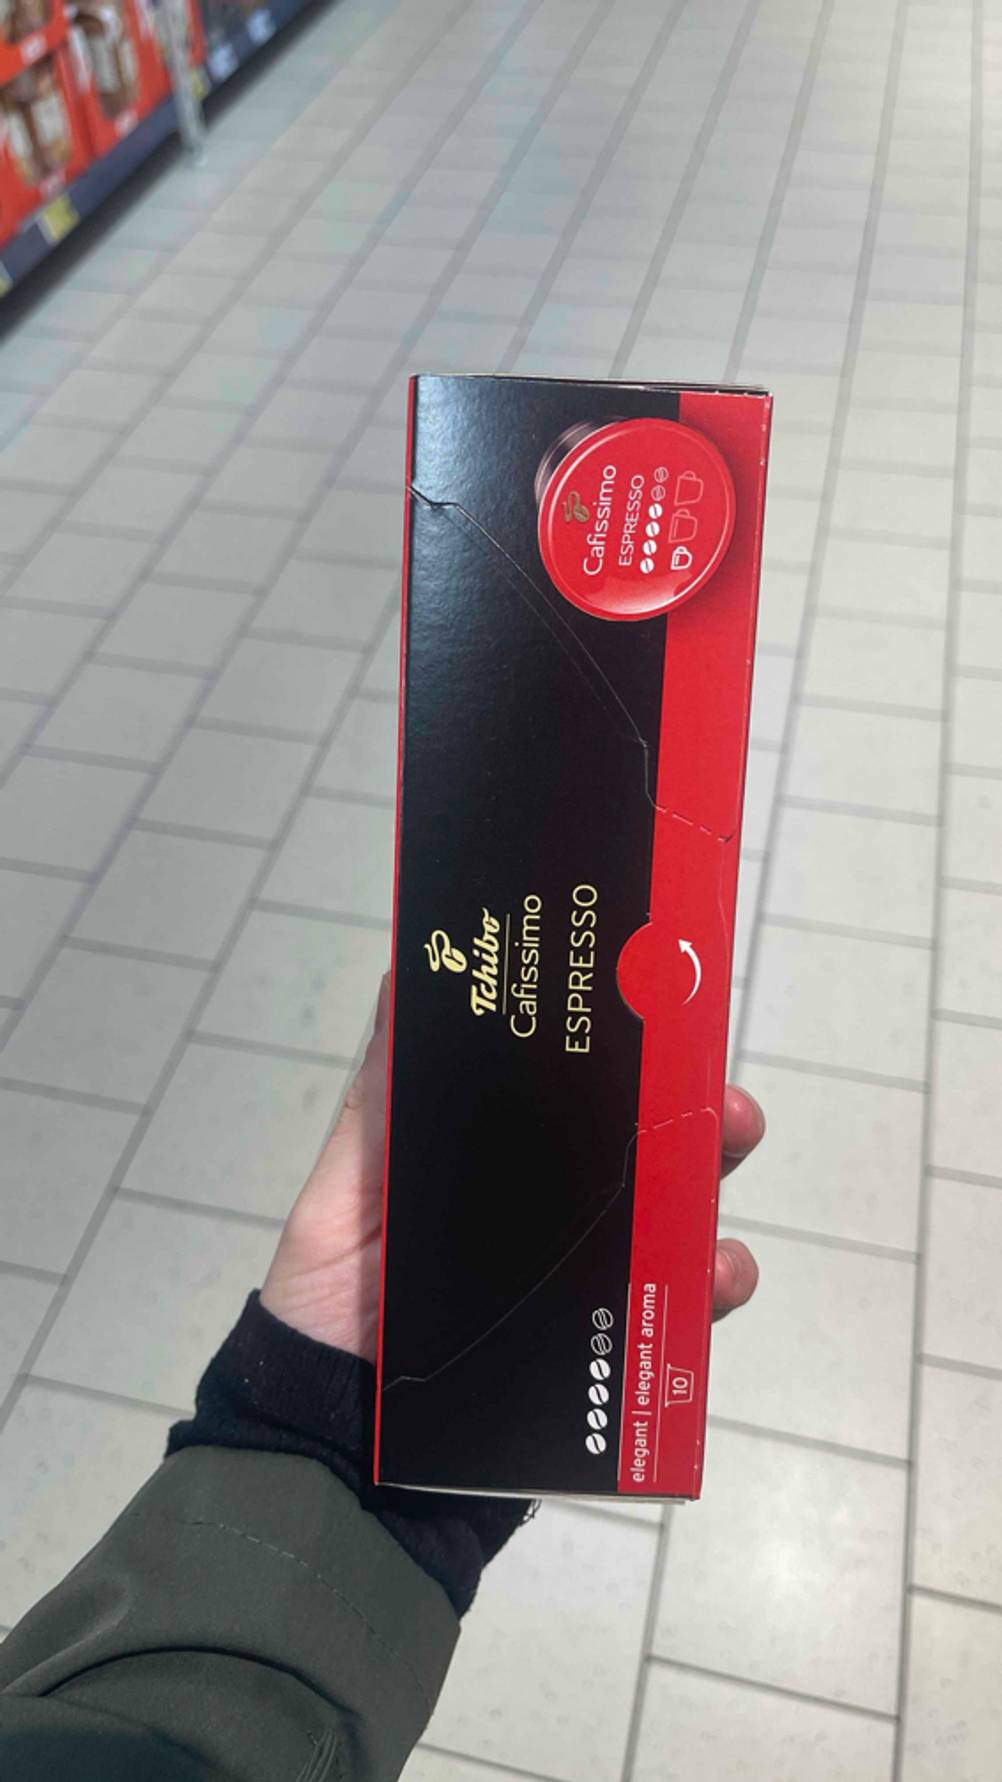 Tchibo
Cafissimo
ESPRESSO
Cafissimo
ESPRESSO
elegant | elegant aroma
10